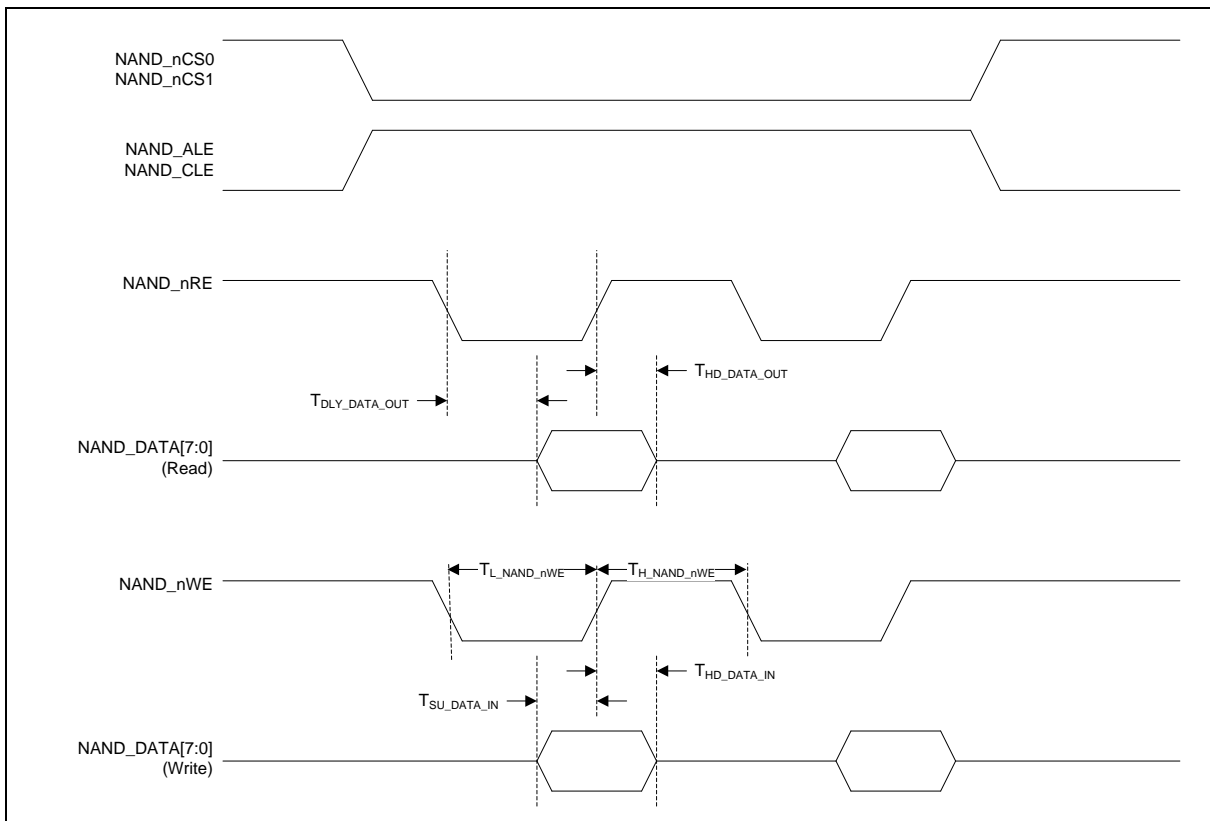 NAND_nCS0
NAND_nCS1
NAND_ALE
NAND_CLE
NAND_nRE
T_HD_DATA_OUT
T_DLY_DATA_OUT
NAND_DATA[7:0]
(Read)
T_L_NAND_nWE
T_H_NAND_nWE
NAND_nWE
T_HD_DATA_IN
T_SU_DATA_IN
NAND_DATA[7:0]
(Write)